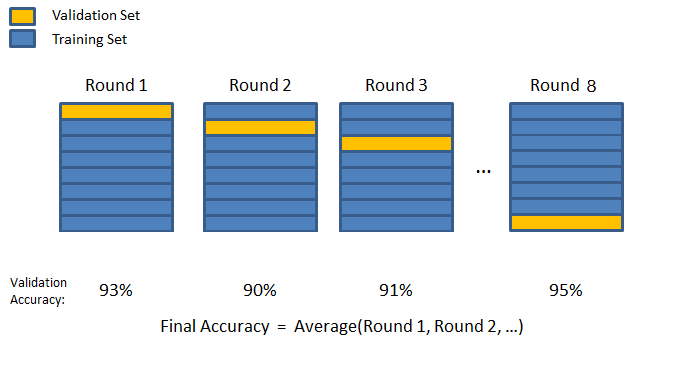 Validation Set
Training Set
Round 1 Round 2 Round 3 Round 8
...
Validation
Accuracy: 93% 90% 91% 95%
Final Accuracy = Average(Round 1, Round 2, ...)